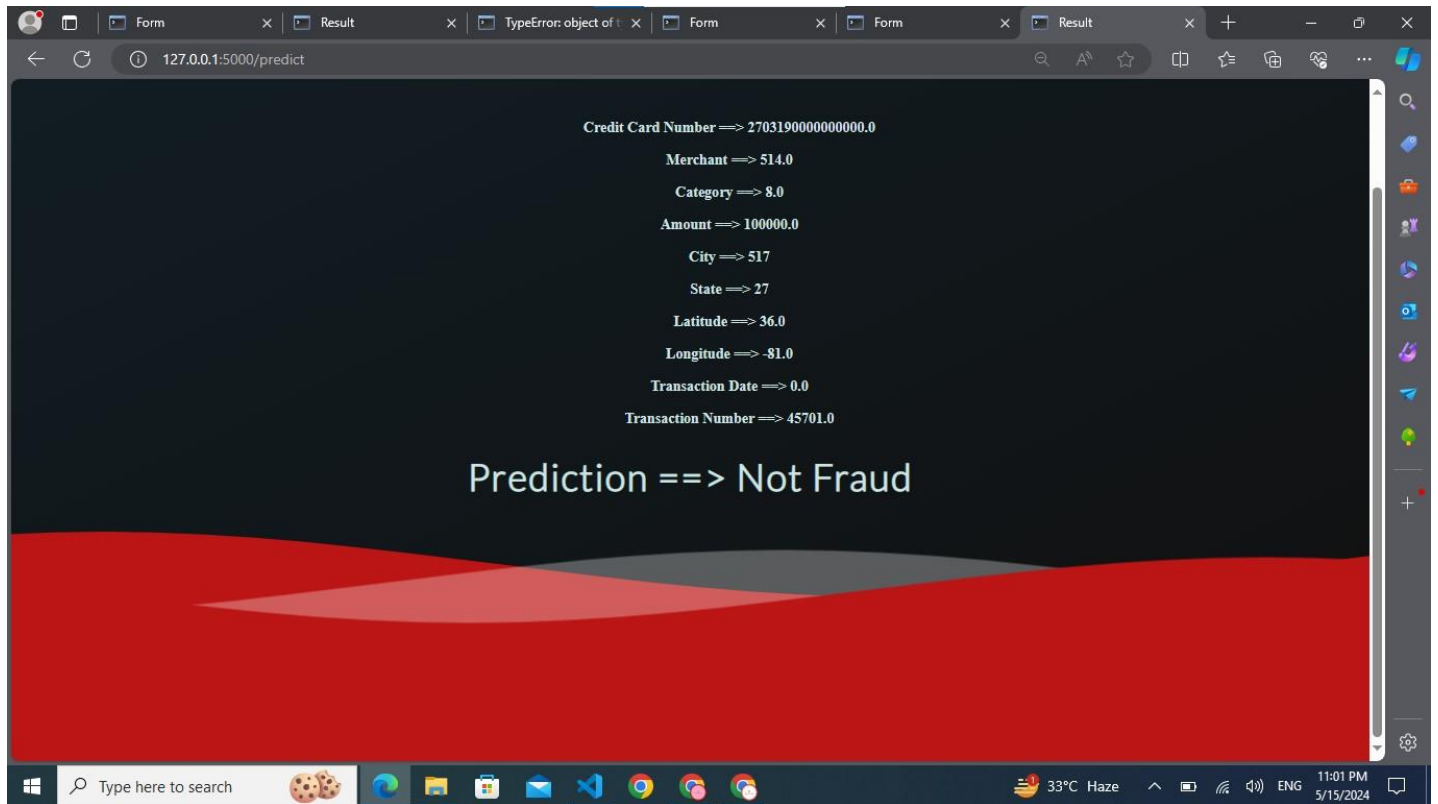 Form
Result
TypeError: object of t
Form
Form
Result
127.0.0.1:5000/predict
Credit Card Number ==> 2703190000000000.0
Merchant ==> 514.0
Category ==> 8.0
Amount ==> 100000.0
City ==> 517
State ==> 27
Latitude ==> 36.0
Longitude ==> -81.0
Transaction Date ==> 0.0
Transaction Number ==> 45701.0
Prediction ==> Not Fraud
Type here to search
33°C Haze
ENG
11:01 PM
5/15/2024